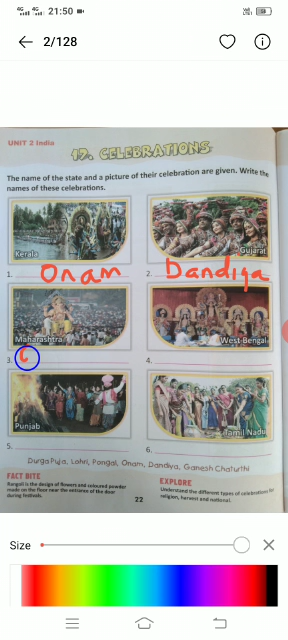 4G 4G 21:50
2/128
UNIT 2 India
17. CELEBRATIONS
The name of the state and a picture of their celebration are given. Write the
names of these celebrations.
Kerala
Gujarat
1. Onam
2. Dandiya
Maharashtra
West Bengal
3. G
4.
Punjab
Tamil Nadu
5.
6.
Durga Puja, Lohri, Pongal, Onam, Dandiya, Ganesh Chaturthi
FACT BITE
Rangoli is the design of flowers and coloured powder
made on the floor near the entrance of the door
during festivals.
22
EXPLORE
Understand the different types of celebrations for
religion, harvest and national.
Size